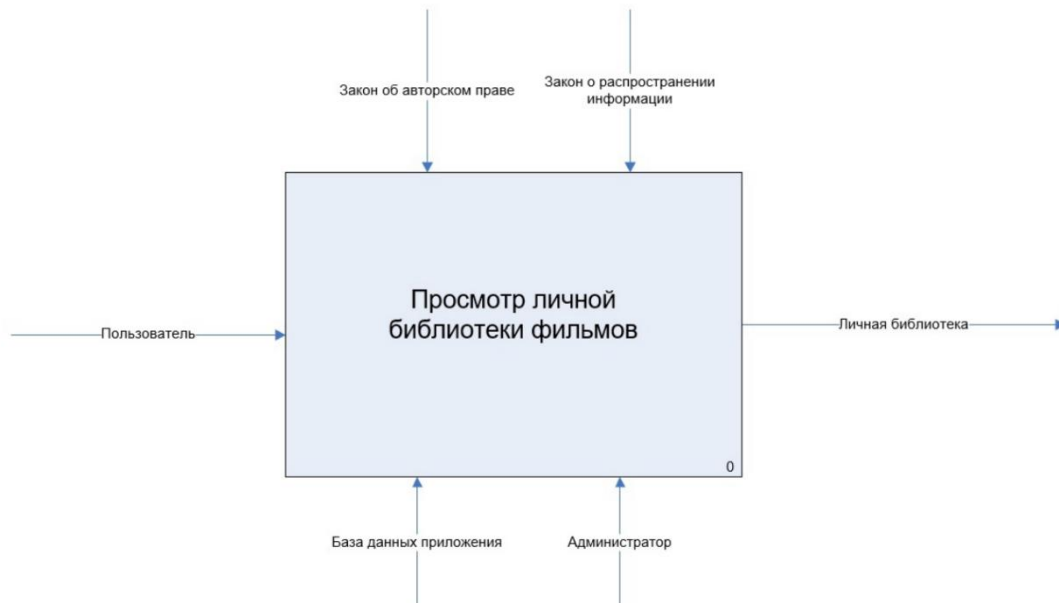 Закон об авторском праве
Закон о распространении
информации
Просмотр личной
библиотеки фильмов
Пользователь
Личная библиотека
0
База данных приложения
Администратор